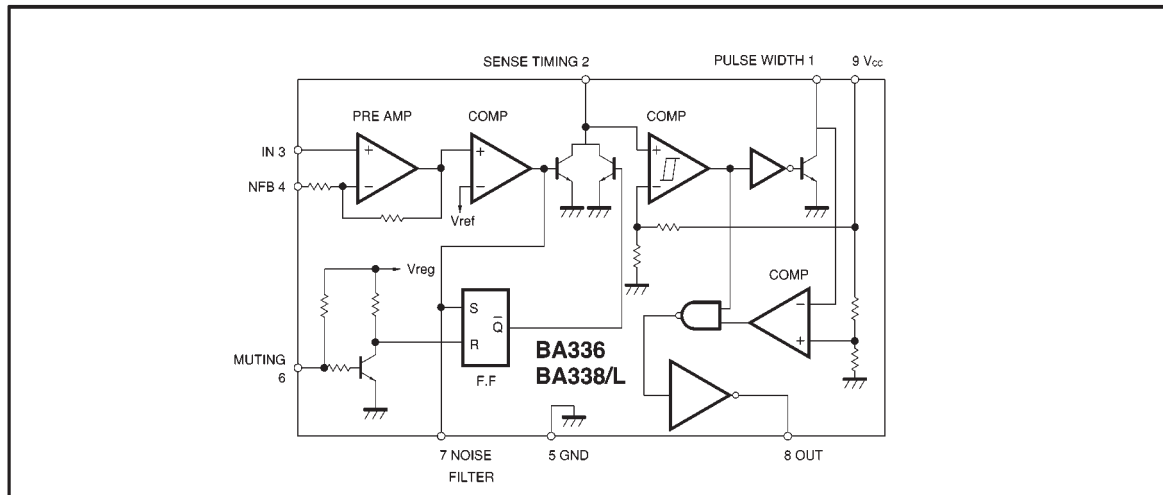 SENSE TIMING 2
PULSE WIDTH 1
9 Vcc
PRE AMP
COMP
COMP
IN 3
+
+
+
NFB 4
−
−
−
Vref
Vreg
COMP
S
Q̅
R
−
+
MUTING
6
F.F
BA336
BA338/L
7 NOISE
FILTER
5 GND
8 OUT